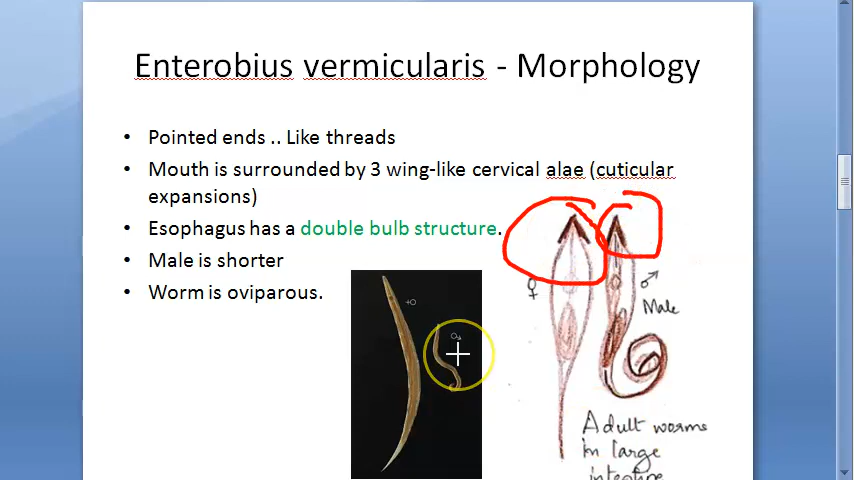 Enterobius vermicularis - Morphology
• Pointed ends .. Like threads
• Mouth is surrounded by 3 wing-like cervical alae (cuticular
expansions)
• Esophagus has a double bulb structure.
• Male is shorter
• Worm is oviparous.
♀
♂
Male
Adult worms
in large
intestine